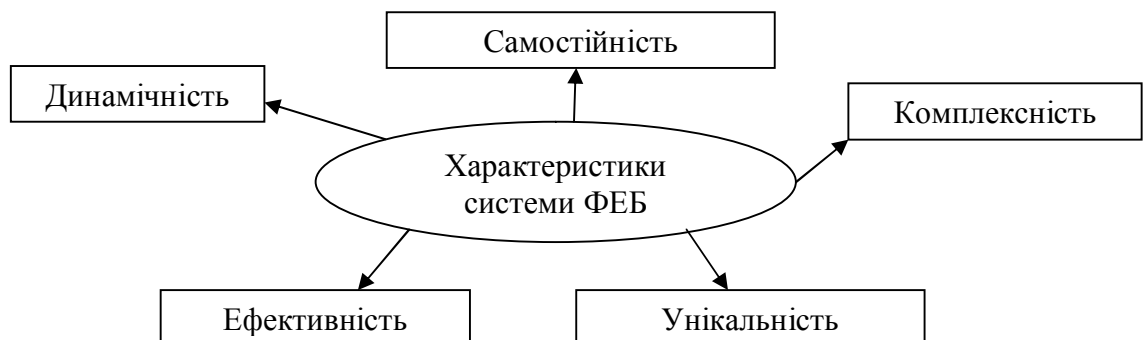 Самостійність
Динамічність
Комплексність
Характеристики
системи ФЕБ
Ефективність
Унікальність